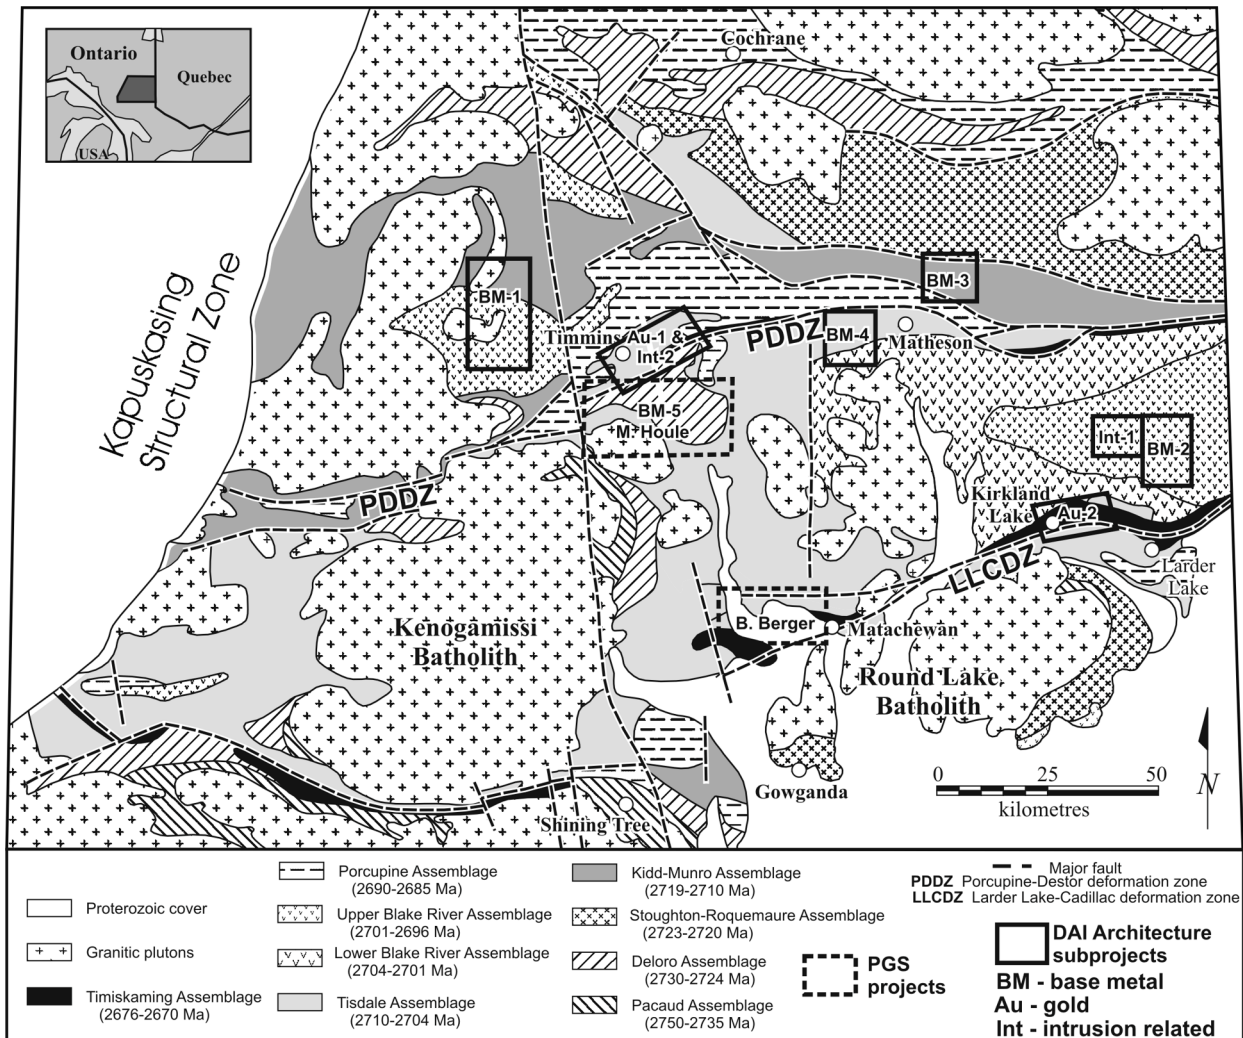 Ontario
Quebec
USA
Cochrane
Kapuskasing
Structural Zone
BM-1
BM-3
Timmins
Au-1 &
Int-2
PDDZ
BM-4
Matheson
BM-5
M. Houle
Int-1
BM-2
Kirkland
Lake
Au-2
PDDZ
LLCDZ
Larder
Lake
Kenogamissi
Batholith
B. Berger
Matachewan
Round Lake
Batholith
Gowganda
Shining Tree
0 25 50
kilometres
N
Proterozoic cover
Granitic plutons
Timiskaming Assemblage
(2676-2670 Ma)
Porcupine Assemblage
(2690-2685 Ma)
Upper Blake River Assemblage
(2701-2696 Ma)
Lower Blake River Assemblage
(2704-2701 Ma)
Tisdale Assemblage
(2710-2704 Ma)
Kidd-Munro Assemblage
(2719-2710 Ma)
Stoughton-Roquemaure Assemblage
(2723-2720 Ma)
Deloro Assemblage
(2730-2724 Ma)
Pacaud Assemblage
(2750-2735 Ma)
PGS
projects
Major fault
PDDZ Porcupine-Destor deformation zone
LLCDZ Larder Lake-Cadillac deformation zone
DAI Architecture
subprojects
BM - base metal
Au - gold
Int - intrusion related